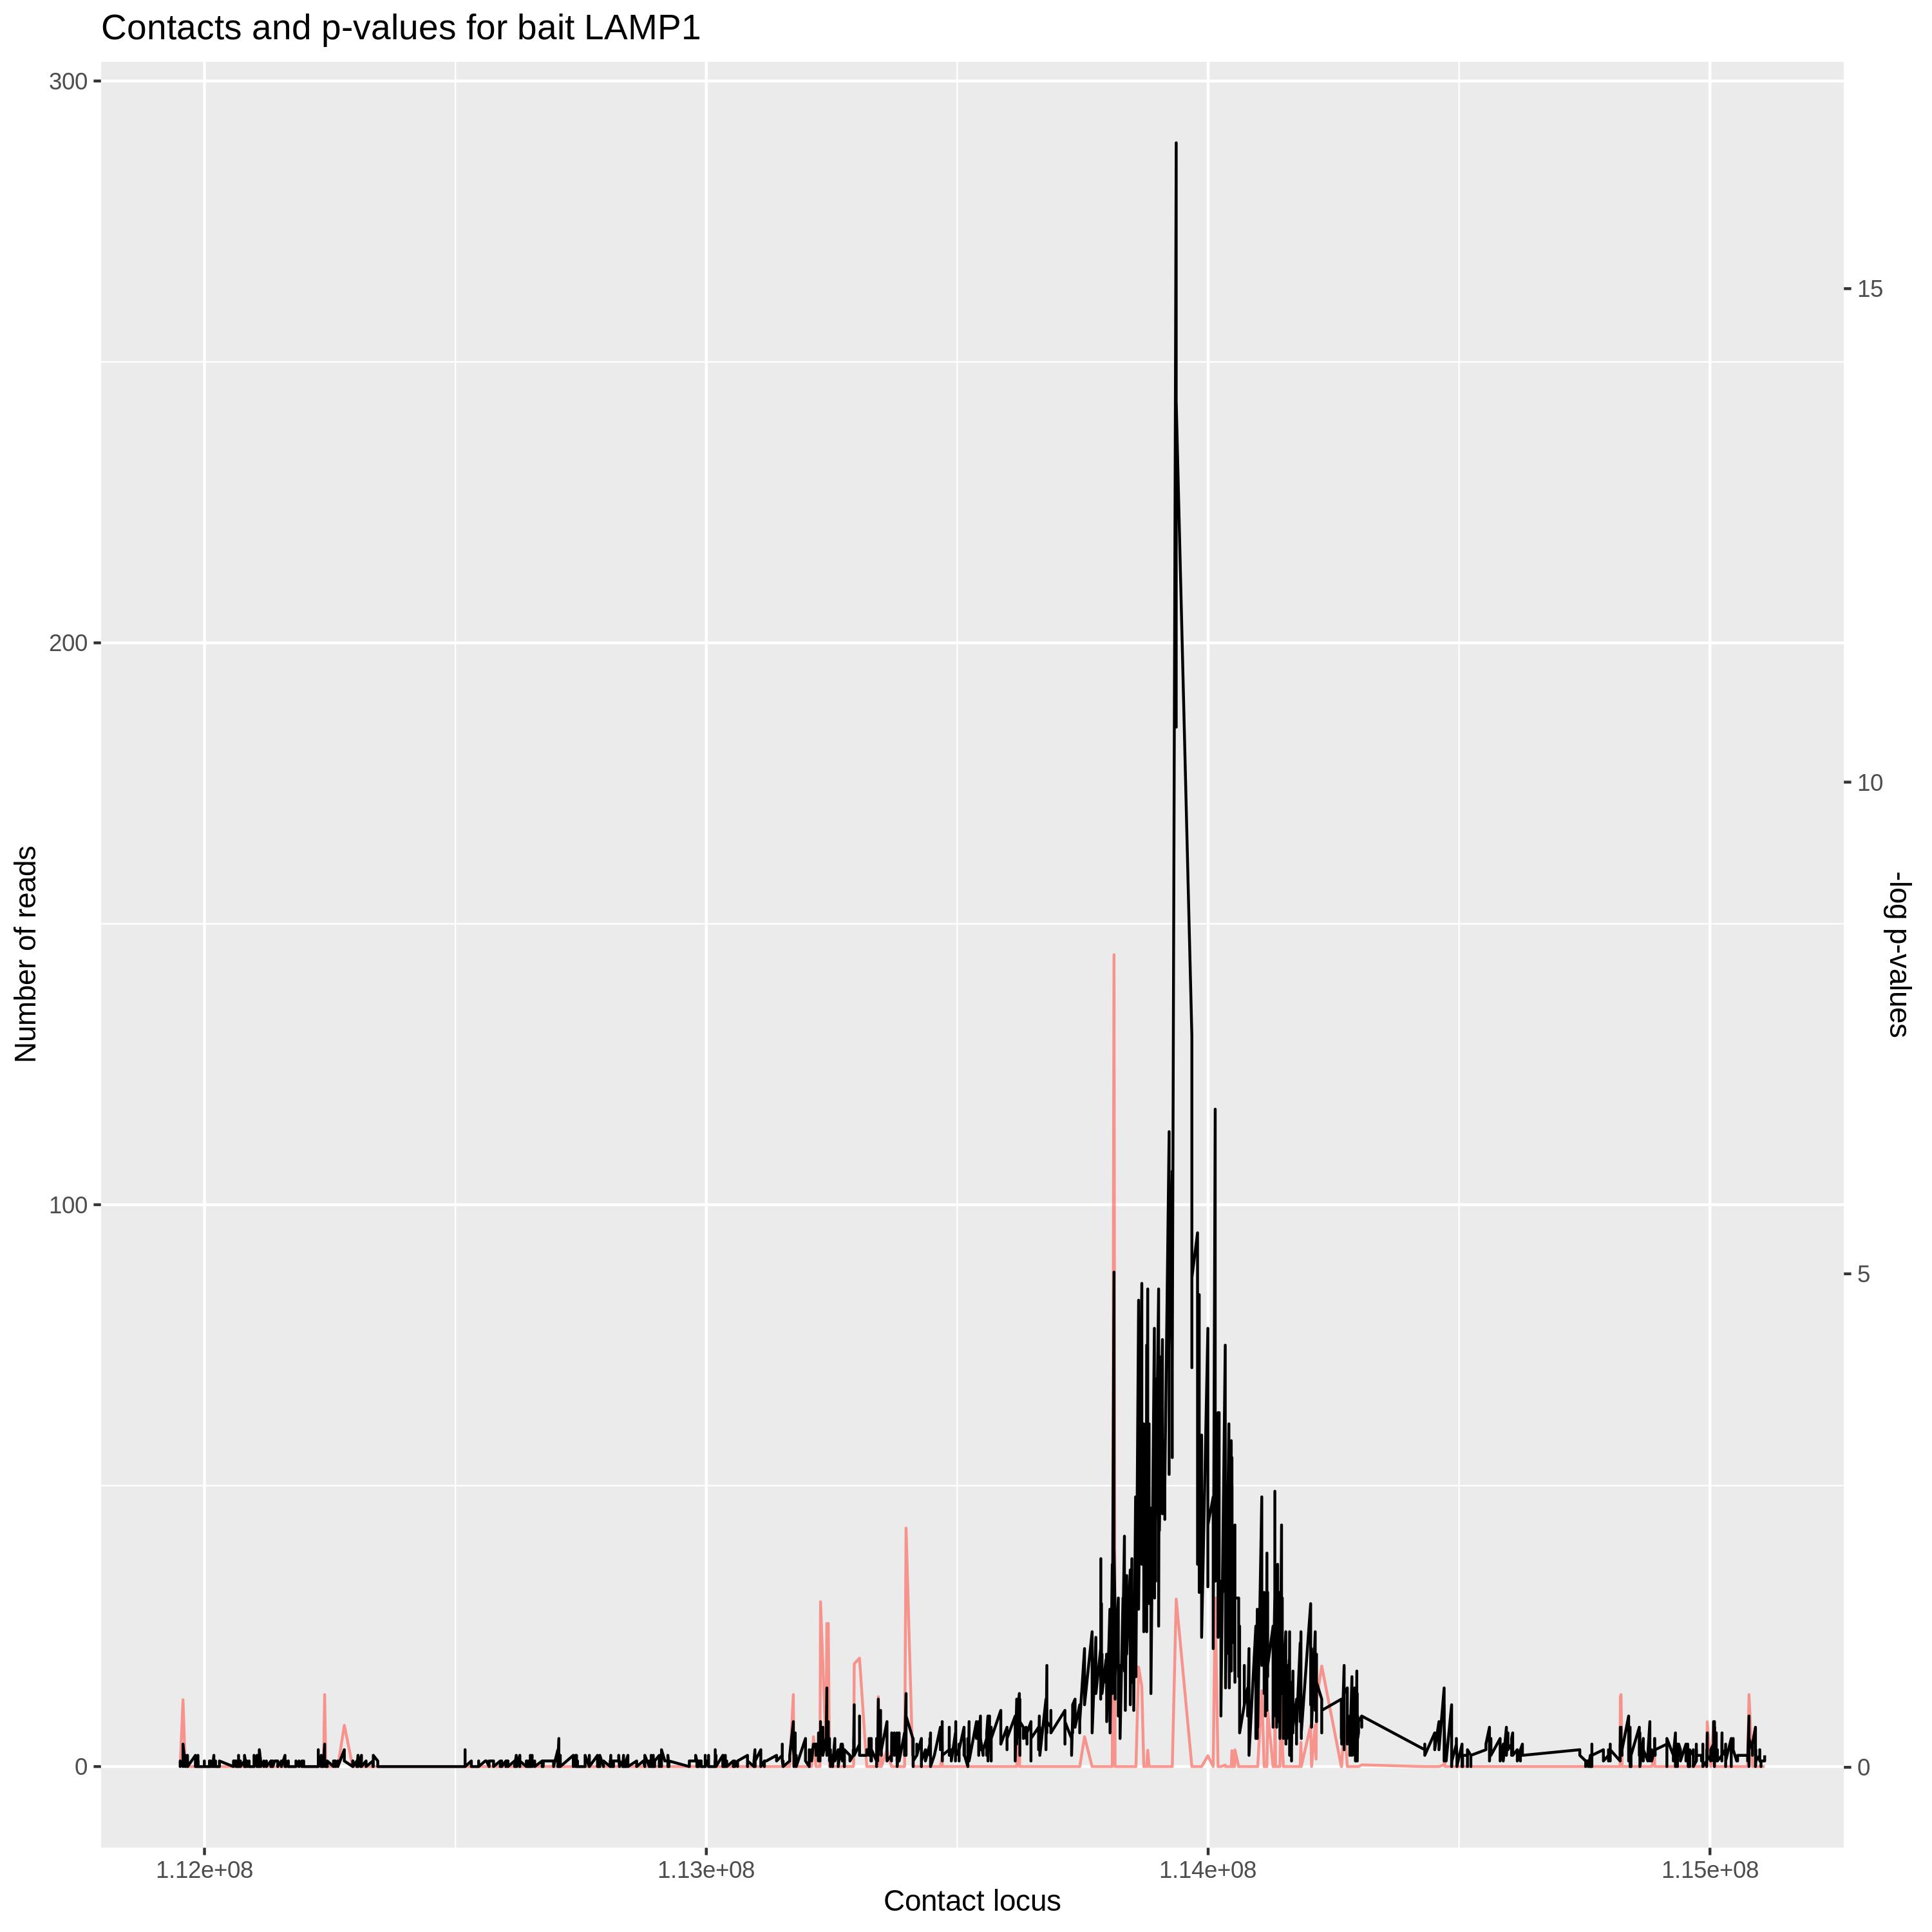 Contacts and p-values for bait LAMP1
300
200
100
0
Number of reads
15
10
5
0
-log p-values
1.12e+08
1.13e+08
1.14e+08
1.15e+08
Contact locus